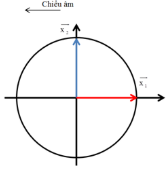 Chiều âm
x₂
x₁